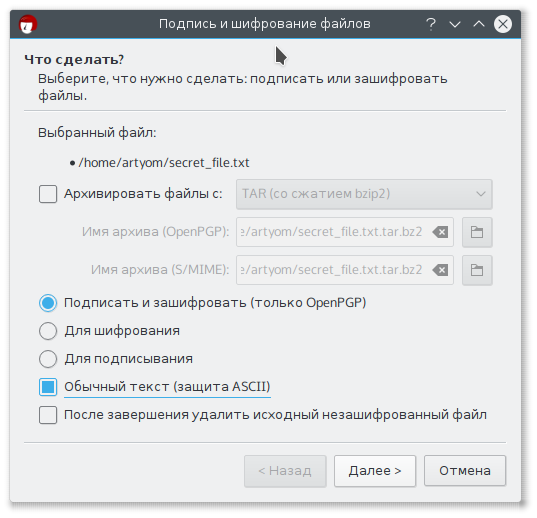 Подпись и шифрование файлов
Что сделать?
Выберите, что нужно сделать: подписать или зашифровать
файлы.
Выбранный файл:
• /home/artyom/secret_file.txt
Архивировать файлы с: TAR (со сжатием bzip2)
Имя архива (OpenPGP): e/artyom/secret_file.txt.tar.bz2
Имя архива (S/MIME): e/artyom/secret_file.txt.tar.bz2
Подписать и зашифровать (только OpenPGP)
Для шифрования
Для подписывания
Обычный текст (защита ASCII)
После завершения удалить исходный незашифрованный файл
< Назад Далее > Отмена